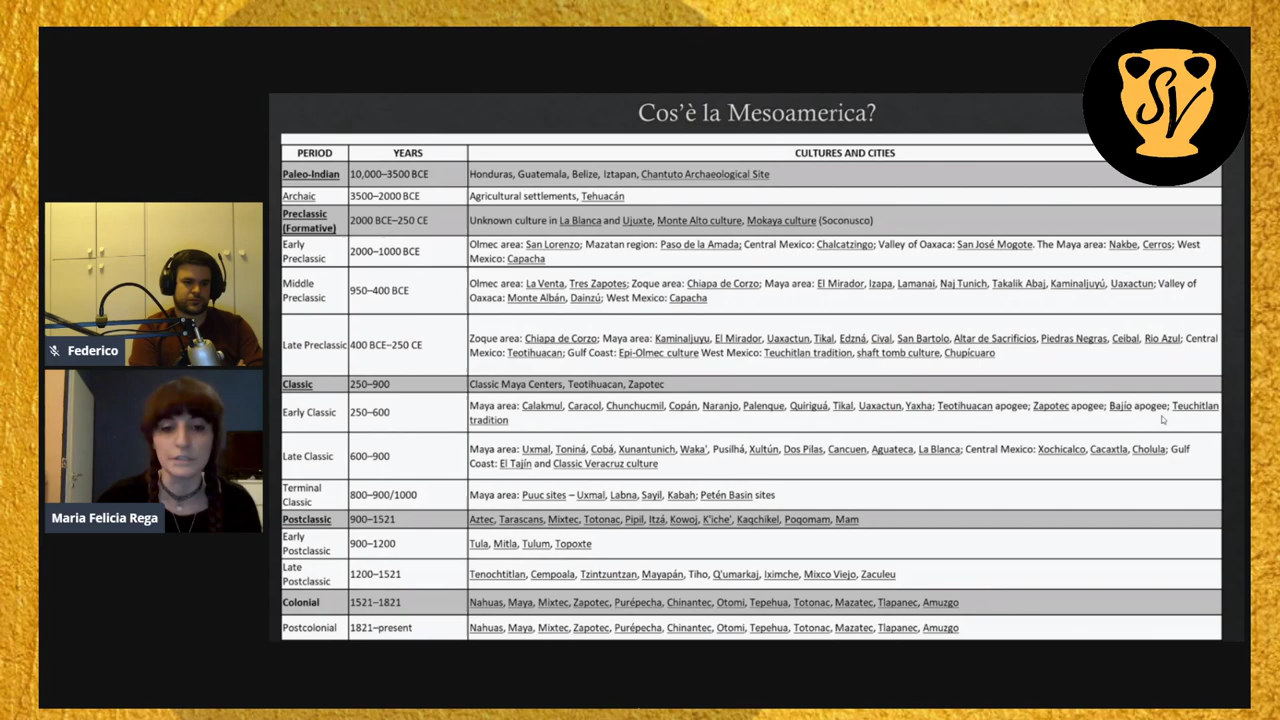 SV
Cos'è la Mesoamerica?
PERIOD YEARS CULTURES AND CITIES
Paleo-Indian 10,000–3500 BCE Honduras, Guatemala, Belize, Iztapan, Chantuto Archaeological Site
Archaic 3500–2000 BCE Agricultural settlements, Tehuacán
Preclassic (Formative) 2000 BCE–250 CE Unknown culture in La Blanca and Ujuxte, Monte Alto culture, Mokaya culture (Soconusco)
Early Preclassic 2000–1000 BCE Olmec area: San Lorenzo; Mazatan region: Paso de la Amada; Central Mexico: Chalcatzingo; Valley of Oaxaca: San José Mogote. The Maya area: Nakbe, Cerros; West
Mexico: Capacha
Middle Preclassic 950–400 BCE Olmec area: La Venta, Tres Zapotes; Zoque area: Chiapa de Corzo; Maya area: El Mirador, Izapa, Lamanai, Naj Tunich, Takalik Abaj, Kaminaljuyú, Uaxactun; Valley of
Oaxaca: Monte Albán, Dainzú; West Mexico: Capacha
Late Preclassic 400 BCE–250 CE Zoque area: Chiapa de Corzo; Maya area: Kaminaljuyu, El Mirador, Uaxactun, Tikal, Edzná, Cival, San Bartolo, Altar de Sacrificios, Piedras Negras, Ceibal, Rio Azul; Central
Mexico: Teotihuacan; Gulf Coast: Epi-Olmec culture West Mexico: Teuchitlan tradition, shaft tomb culture, Chupícuaro
Classic 250–900 Classic Maya Centers, Teotihuacan, Zapotec
Early Classic 250–600 Maya area: Calakmul, Caracol, Chunchucmil, Copán, Naranjo, Palenque, Quiriguá, Tikal, Uaxactun, Yaxha; Teotihuacan apogee; Zapotec apogee; Bajío apogee; Teuchitlan
tradition
Late Classic 600–900 Maya area: Uxmal, Toniná, Cobá, Xunantunich, Waka', Pusilhá, Xultún, Dos Pilas, Cancuen, Aguateca, La Blanca; Central Mexico: Xochicalco, Cacaxtla, Cholula; Gulf
Coast: El Tajín and Classic Veracruz culture
Terminal Classic 800–900/1000 Maya area: Puuc sites – Uxmal, Labna, Sayil, Kabah; Petén Basin sites
Postclassic 900–1521 Aztec, Tarascans, Mixtec, Totonac, Pipil, Itzá, Kowoj, K'iche', Kaqchikel, Poqomam, Mam
Early Postclassic 900–1200 Tula, Mitla, Tulum, Topoxte
Late Postclassic 1200–1521 Tenochtitlan, Cempoala, Tzintzuntzan, Mayapán, Tiho, Q'umarkaj, Iximche, Mixco Viejo, Zaculeu
Colonial 1521–1821 Nahuas, Maya, Mixtec, Zapotec, Purépecha, Chinantec, Otomi, Tepehua, Totonac, Mazatec, Tlapanec, Amuzgo
Postcolonial 1821–present Nahuas, Maya, Mixtec, Zapotec, Purépecha, Chinantec, Otomi, Tepehua, Totonac, Mazatec, Tlapanec, Amuzgo
Federico
Maria Felicia Rega